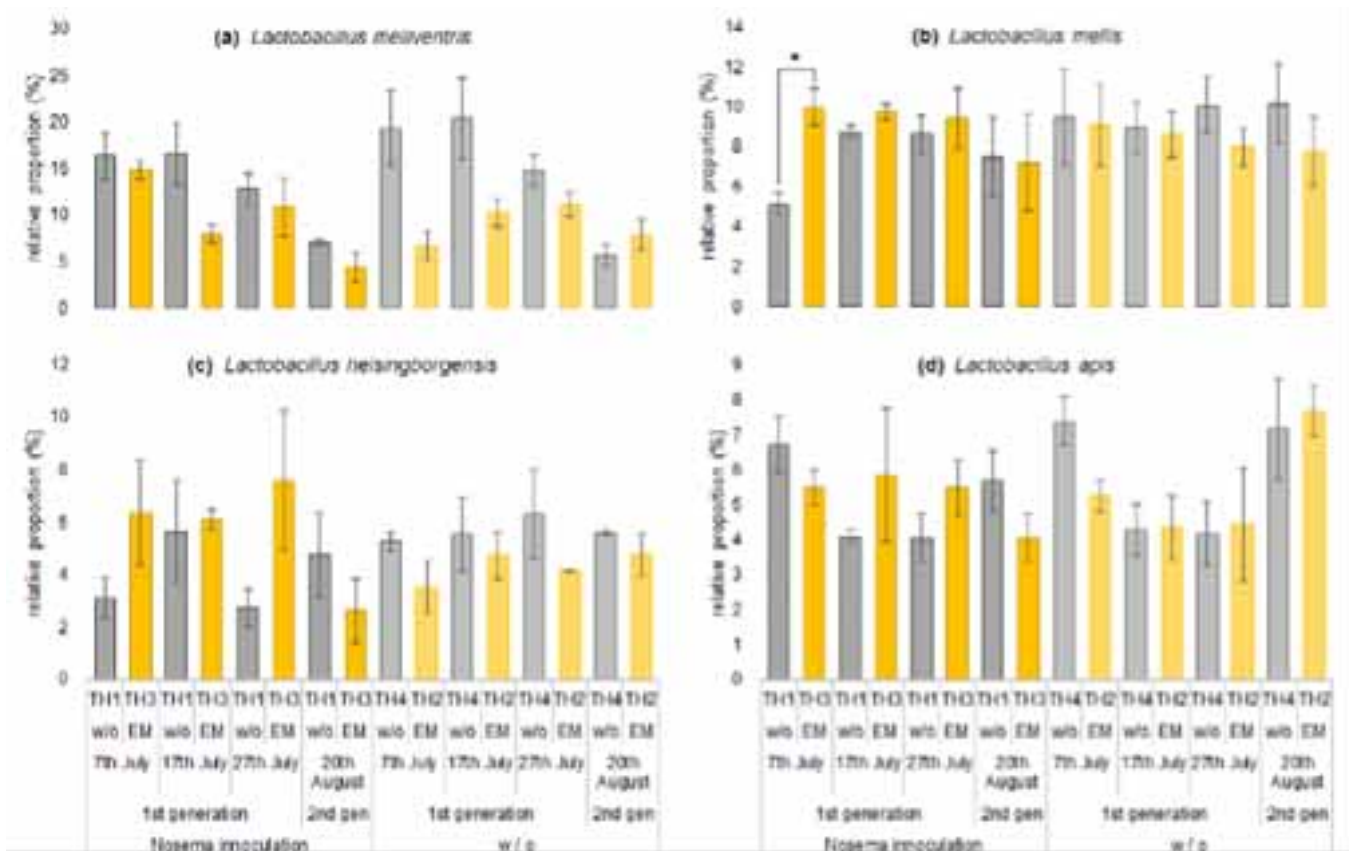 (a) Lactobacillus melliventris
relative proportion (%)
30
25
20
15
10
5
0
(b) Lactobacillus mellis
relative proportion (%)
14
12
10
8
6
4
2
0
*
(c) Lactobacillus helsingborgensis
relative proportion (%)
12
10
8
6
4
2
0
(d) Lactobacillus apis
relative proportion (%)
9
8
7
6
5
4
3
2
1
0
TH1 TH3 TH1 TH3 TH1 TH3 TH1 TH3 TH4 TH2 TH4 TH2 TH4 TH2 TH4 TH2
w/o EM w/o EM w/o EM w/o EM w/o EM w/o EM w/o EM w/o EM
7th July 17th July 27th July 20th August 7th July 17th July 27th July 20th August
1st generation 2nd gen 1st generation 2nd gen
Nosema innoculation w / o
TH1 TH3 TH1 TH3 TH1 TH3 TH1 TH3 TH4 TH2 TH4 TH2 TH4 TH2 TH4 TH2
w/o EM w/o EM w/o EM w/o EM w/o EM w/o EM w/o EM w/o EM
7th July 17th July 27th July 20th August 7th July 17th July 27th July 20th August
1st generation 2nd gen 1st generation 2nd gen
Nosema innoculation w / o